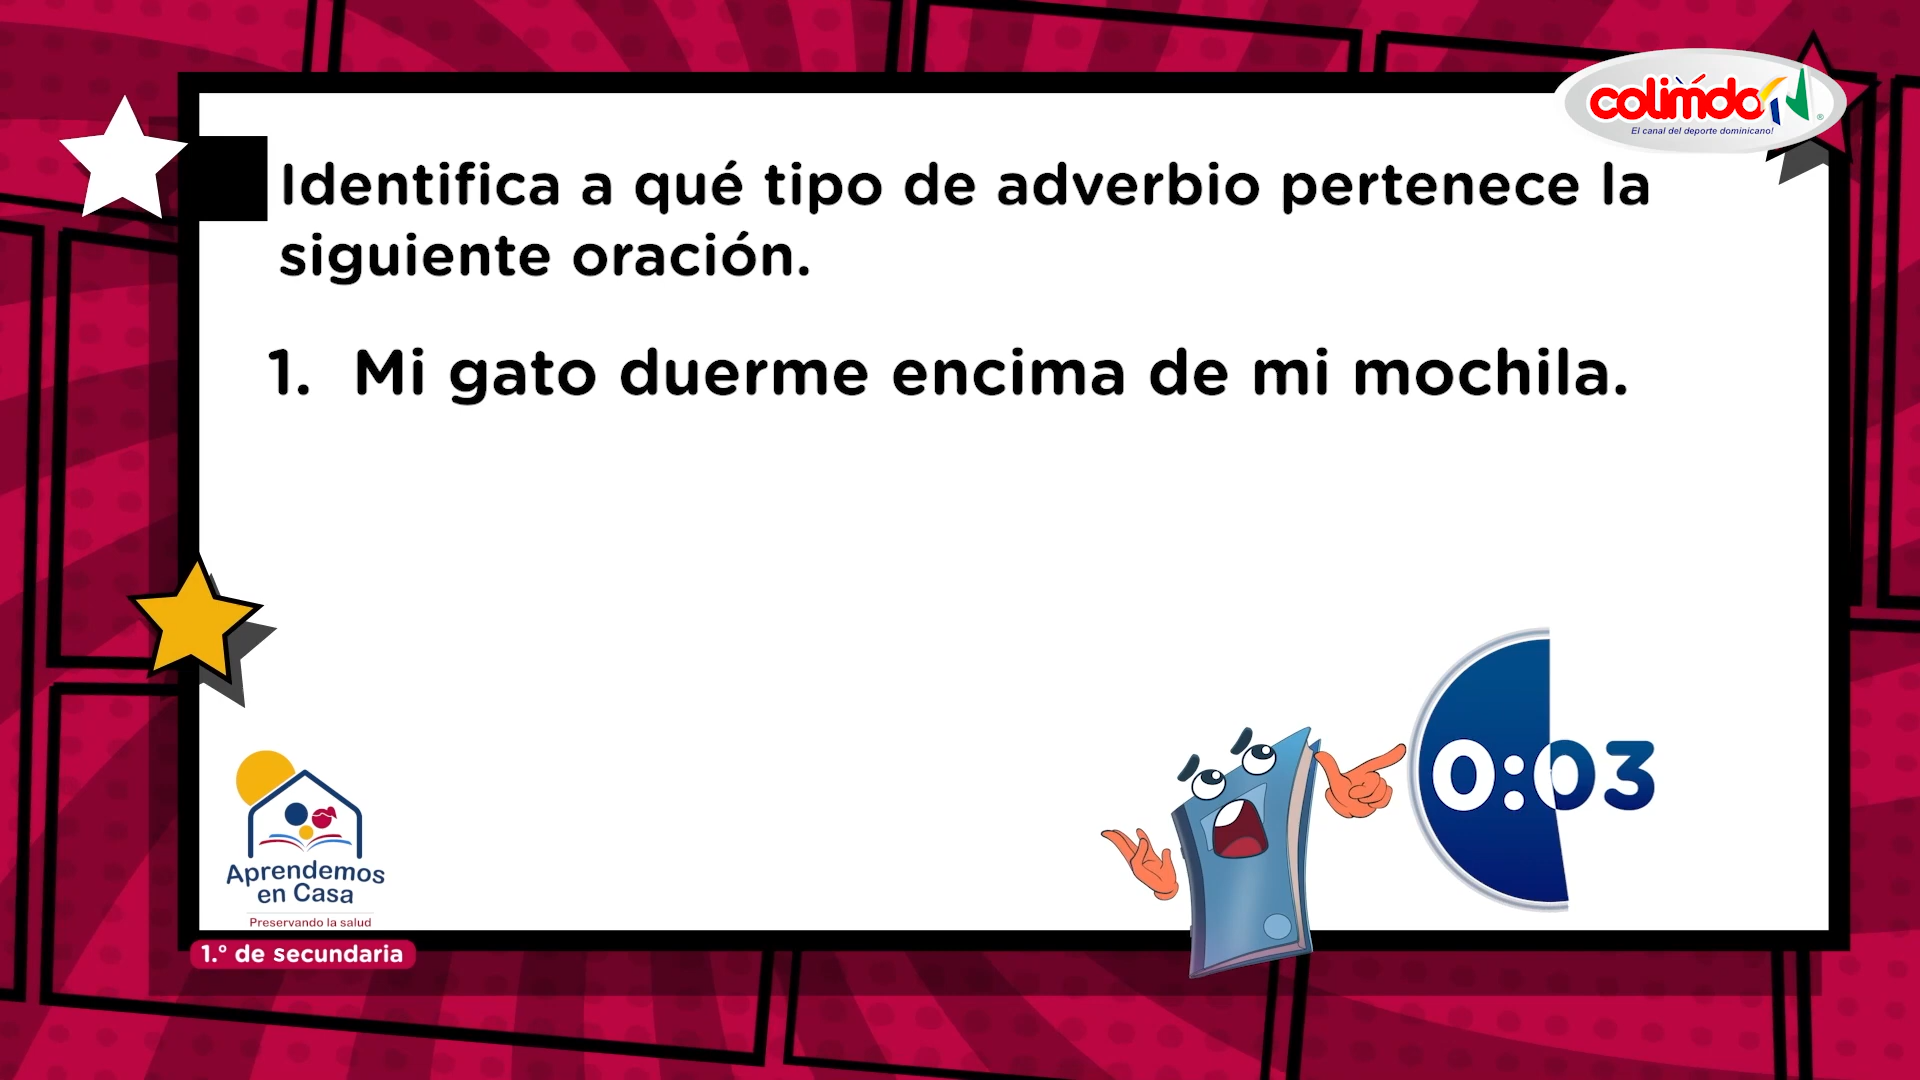 colimdo
El canal del deporte dominicano!
Identifica a qué tipo de adverbio pertenece la
siguiente oración.
1. Mi gato duerme encima de mi mochila.
0:03
Aprendemos
en Casa
Preservando la salud
1.° de secundaria